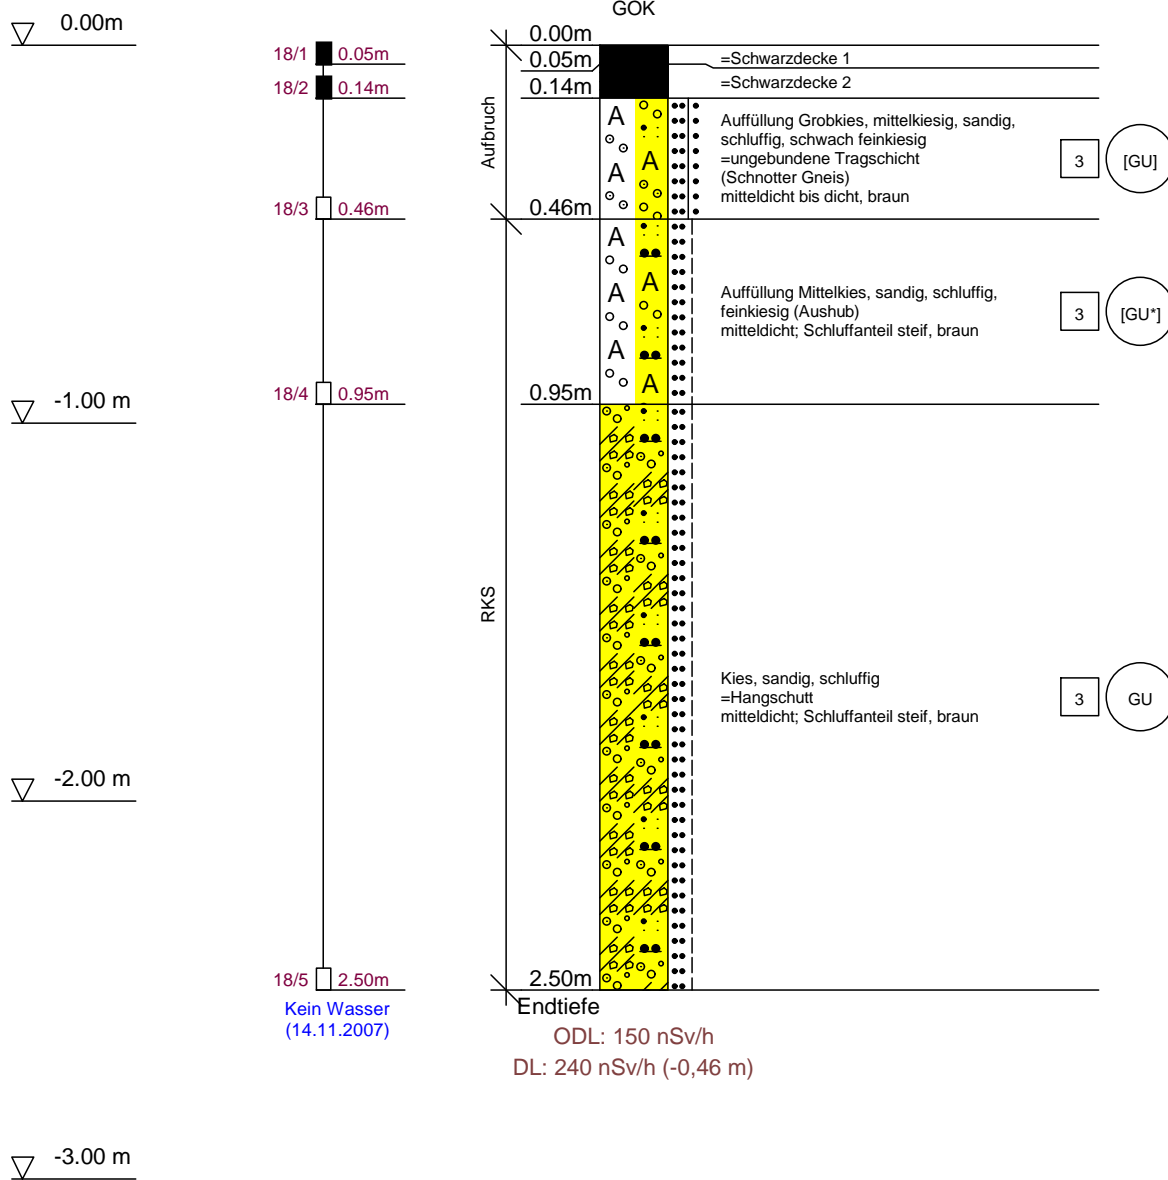 GOK
0.00m
0.00m
18/1 0.05m
0.05m
=Schwarzdecke 1
18/2 0.14m
0.14m
=Schwarzdecke 2
Aufbruch
A
A
A
Auffüllung Grobkies, mittelkiesig, sandig,
schluffig, schwach feinkiesig
=ungebundene Tragschicht
(Schnotter Gneis)
mitteldicht bis dicht, braun
3
[GU]
18/3 0.46m
0.46m
A
A
A
A
A
Auffüllung Mittelkies, sandig, schluffig,
feinkiesig (Aushub)
mitteldicht; Schluffanteil steif, braun
3
[GU*]
18/4 0.95m
0.95m
-1.00 m
RKS
Kies, sandig, schluffig
=Hangschutt
mitteldicht; Schluffanteil steif, braun
3
GU
-2.00 m
18/5 2.50m
2.50m
Kein Wasser
(14.11.2007)
Endtiefe
ODL: 150 nSv/h
DL: 240 nSv/h (-0,46 m)
-3.00 m